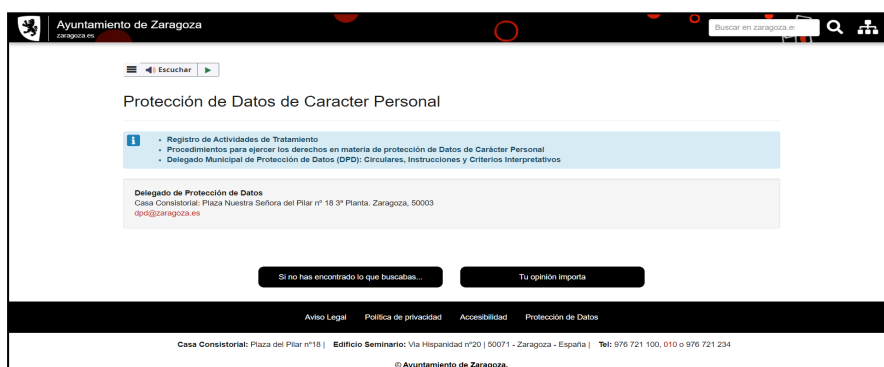 Ayuntamiento de Zaragoza
zaragoza.es
Buscar en zaragoza.es
Escuchar
Protección de Datos de Caracter Personal
Registro de Actividades de Tratamiento
Procedimientos para ejercer los derechos en materia de protección de Datos de Carácter Personal
Delegado Municipal de Protección de Datos (DPD): Circulares, Instrucciones y Criterios Interpretativos
Delegado de Protección de Datos
Casa Consistorial: Plaza Nuestra Señora del Pilar nº 18 3ª Planta. Zaragoza, 50003
dpd@zaragoza.es
Si no has encontrado lo que buscabas... Tu opinión importa
Aviso Legal Política de privacidad Accesibilidad Protección de Datos
Casa Consistorial: Plaza del Pilar nº18 | Edificio Seminario: Vía Hispanidad nº20 | 50071 - Zaragoza - España | Tel: 976 721 100, 010 o 976 721 234
© Ayuntamiento de Zaragoza.